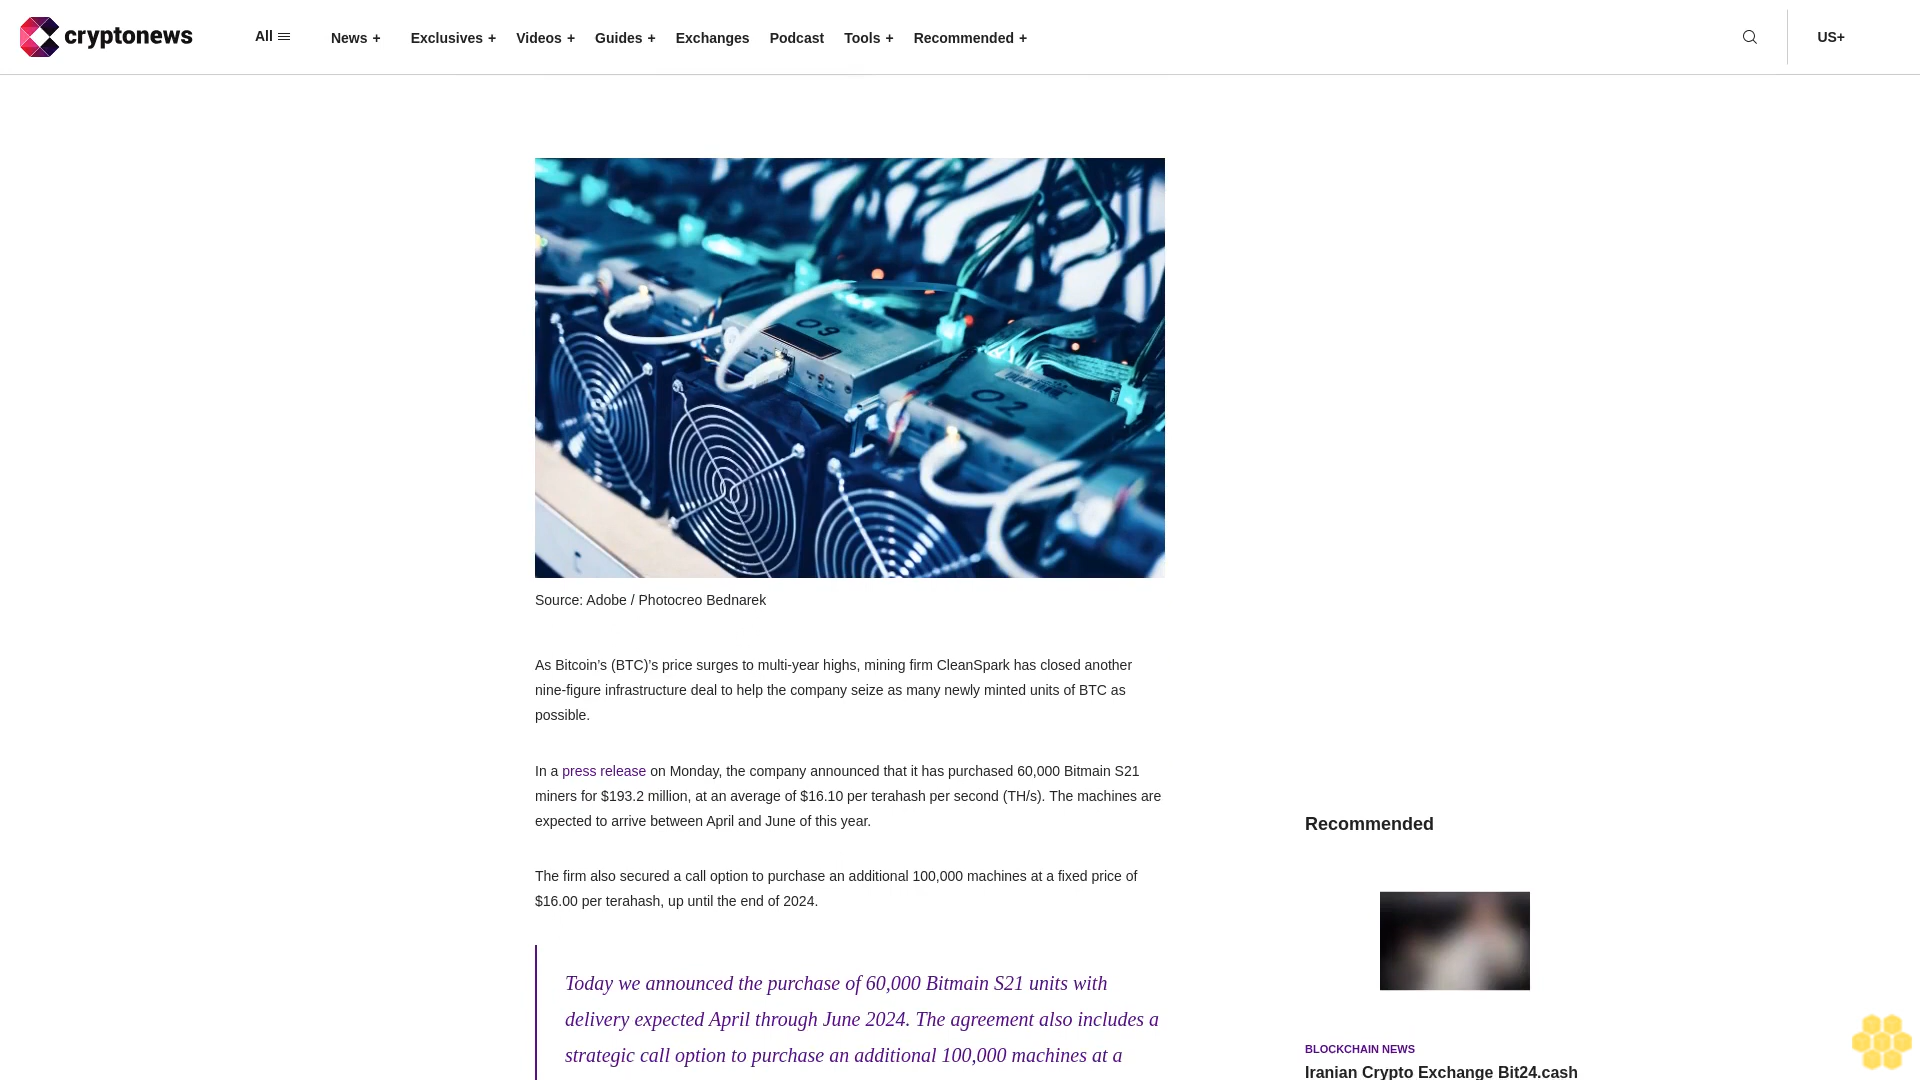 cryptonews
All
News +
Exclusives +
Videos +
Guides +
Exchanges
Podcast
Tools +
Recommended +
US+
09
02
Source: Adobe / Photocreo Bednarek
As Bitcoin’s (BTC)’s price surges to multi-year highs, mining firm CleanSpark has closed another
nine-figure infrastructure deal to help the company seize as many newly minted units of BTC as
possible.
In a press release on Monday, the company announced that it has purchased 60,000 Bitmain S21
miners for $193.2 million, at an average of $16.10 per terahash per second (TH/s). The machines are
expected to arrive between April and June of this year.
The firm also secured a call option to purchase an additional 100,000 machines at a fixed price of
$16.00 per terahash, up until the end of 2024.
Today we announced the purchase of 60,000 Bitmain S21 units with
delivery expected April through June 2024. The agreement also includes a
strategic call option to purchase an additional 100,000 machines at a
Recommended
BLOCKCHAIN NEWS
Iranian Crypto Exchange Bit24.cash